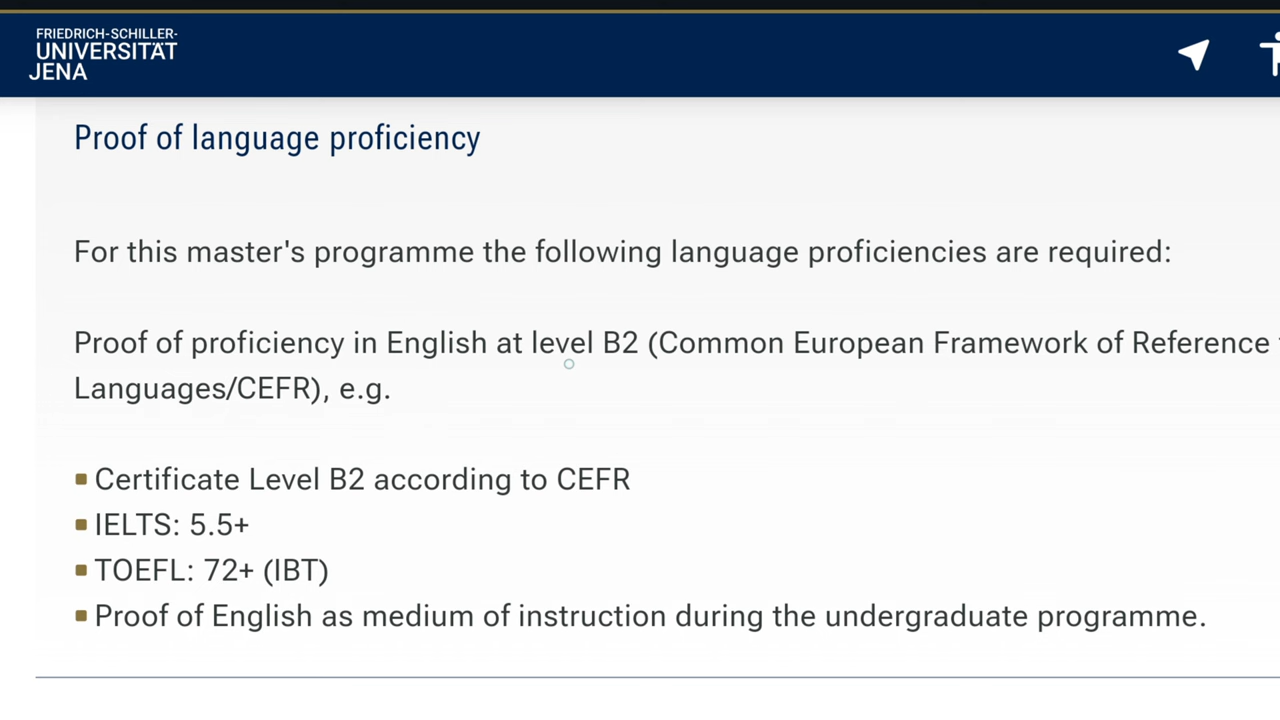 FRIEDRICH-SCHILLER-
UNIVERSITÄT
JENA
Proof of language proficiency
For this master's programme the following language proficiencies are required:
Proof of proficiency in English at level B2 (Common European Framework of Reference
Languages/CEFR), e.g.
Certificate Level B2 according to CEFR
IELTS: 5.5+
TOEFL: 72+ (IBT)
Proof of English as medium of instruction during the undergraduate programme.